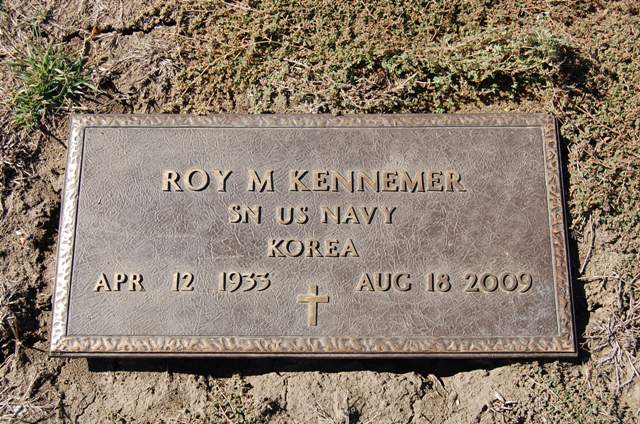 ROY M KENNEMER
SN US NAVY
KOREA
APR 12 1933 AUG 18 2009